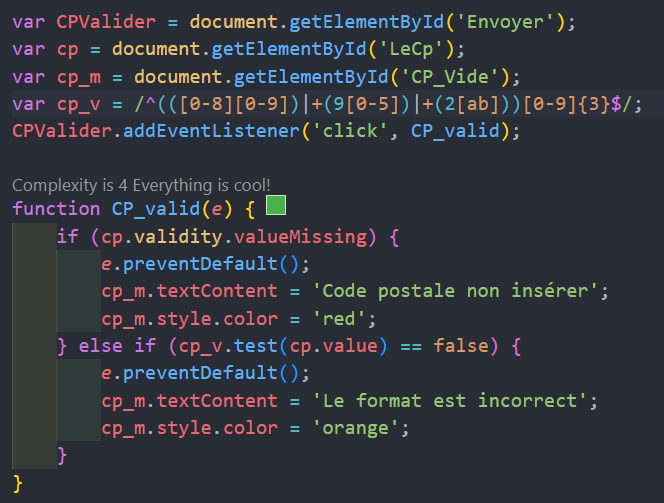 var CPValider = document.getElementById('Envoyer');
var cp = document.getElementById('LeCp');
var cp_m = document.getElementById('CP_Vide');
var cp_v = /^(([0-8][0-9])|+(9[0-5])|+(2[ab]))[0-9]{3}$/;
CPValider.addEventListener('click', CP_valid);
Complexity is 4 Everything is cool!
function CP_valid(e) {
    if (cp.validity.valueMissing) {
        e.preventDefault();
        cp_m.textContent = 'Code postale non insérer';
        cp_m.style.color = 'red';
    } else if (cp_v.test(cp.value) == false) {
        e.preventDefault();
        cp_m.textContent = 'Le format est incorrect';
        cp_m.style.color = 'orange';
    }
}